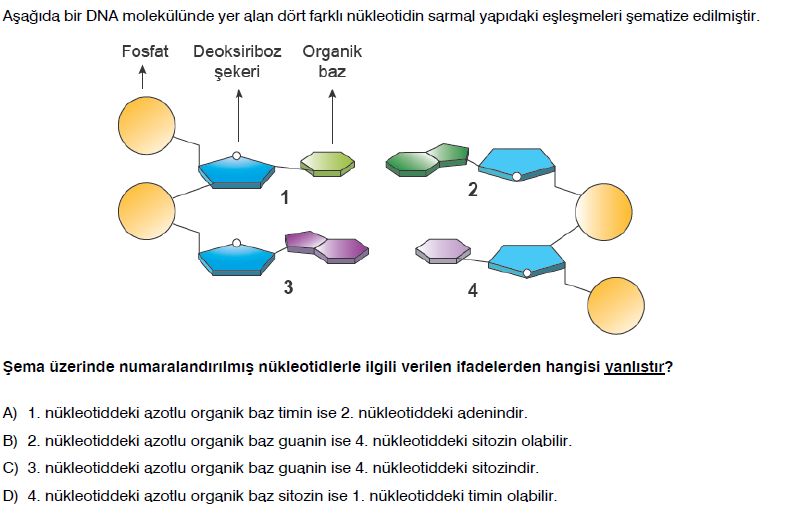 Aşağıda bir DNA molekülünde yer alan dört farklı nükleotidin sarmal yapıdaki eşleşmeleri şematize edilmiştir.
Fosfat Deoksiriboz şekeri Organik baz
1
2
3
4
Şema üzerinde numaralandırılmış nükleotidlerle ilgili verilen ifadelerden hangisi yanlıstır?
A) 1. nükleotiddeki azotlu organik baz timin ise 2. nükleotiddeki adenindir.
B) 2. nükleotiddeki azotlu organik baz guanin ise 4. nükleotiddeki sitozin olabilir.
C) 3. nükleotiddeki azotlu organik baz guanin ise 4. nükleotiddeki sitozindir.
D) 4. nükleotiddeki azotlu organik baz sitozin ise 1. nükleotiddeki timin olabilir.